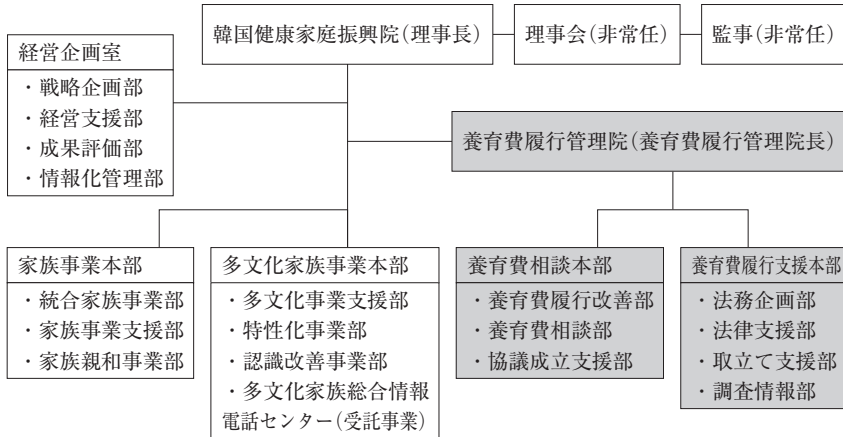 韓国健康家庭振興院(理事長)
理事会(非常任)
監事(非常任)
経営企画室
・戦略企画部
・経営支援部
・成果評価部
・情報化管理部
養育費履行管理院(養育費履行管理院長)
家族事業本部
・統合家族事業部
・家族事業支援部
・家族親和事業部
多文化家族事業本部
・多文化事業支援部
・特性化事業部
・認識改善事業部
・多文化家族総合情報
電話センター(受託事業)
養育費相談本部
・養育費履行改善部
・養育費相談部
・協議成立支援部
養育費履行支援本部
・法務企画部
・法律支援部
・取立て支援部
・調査情報部